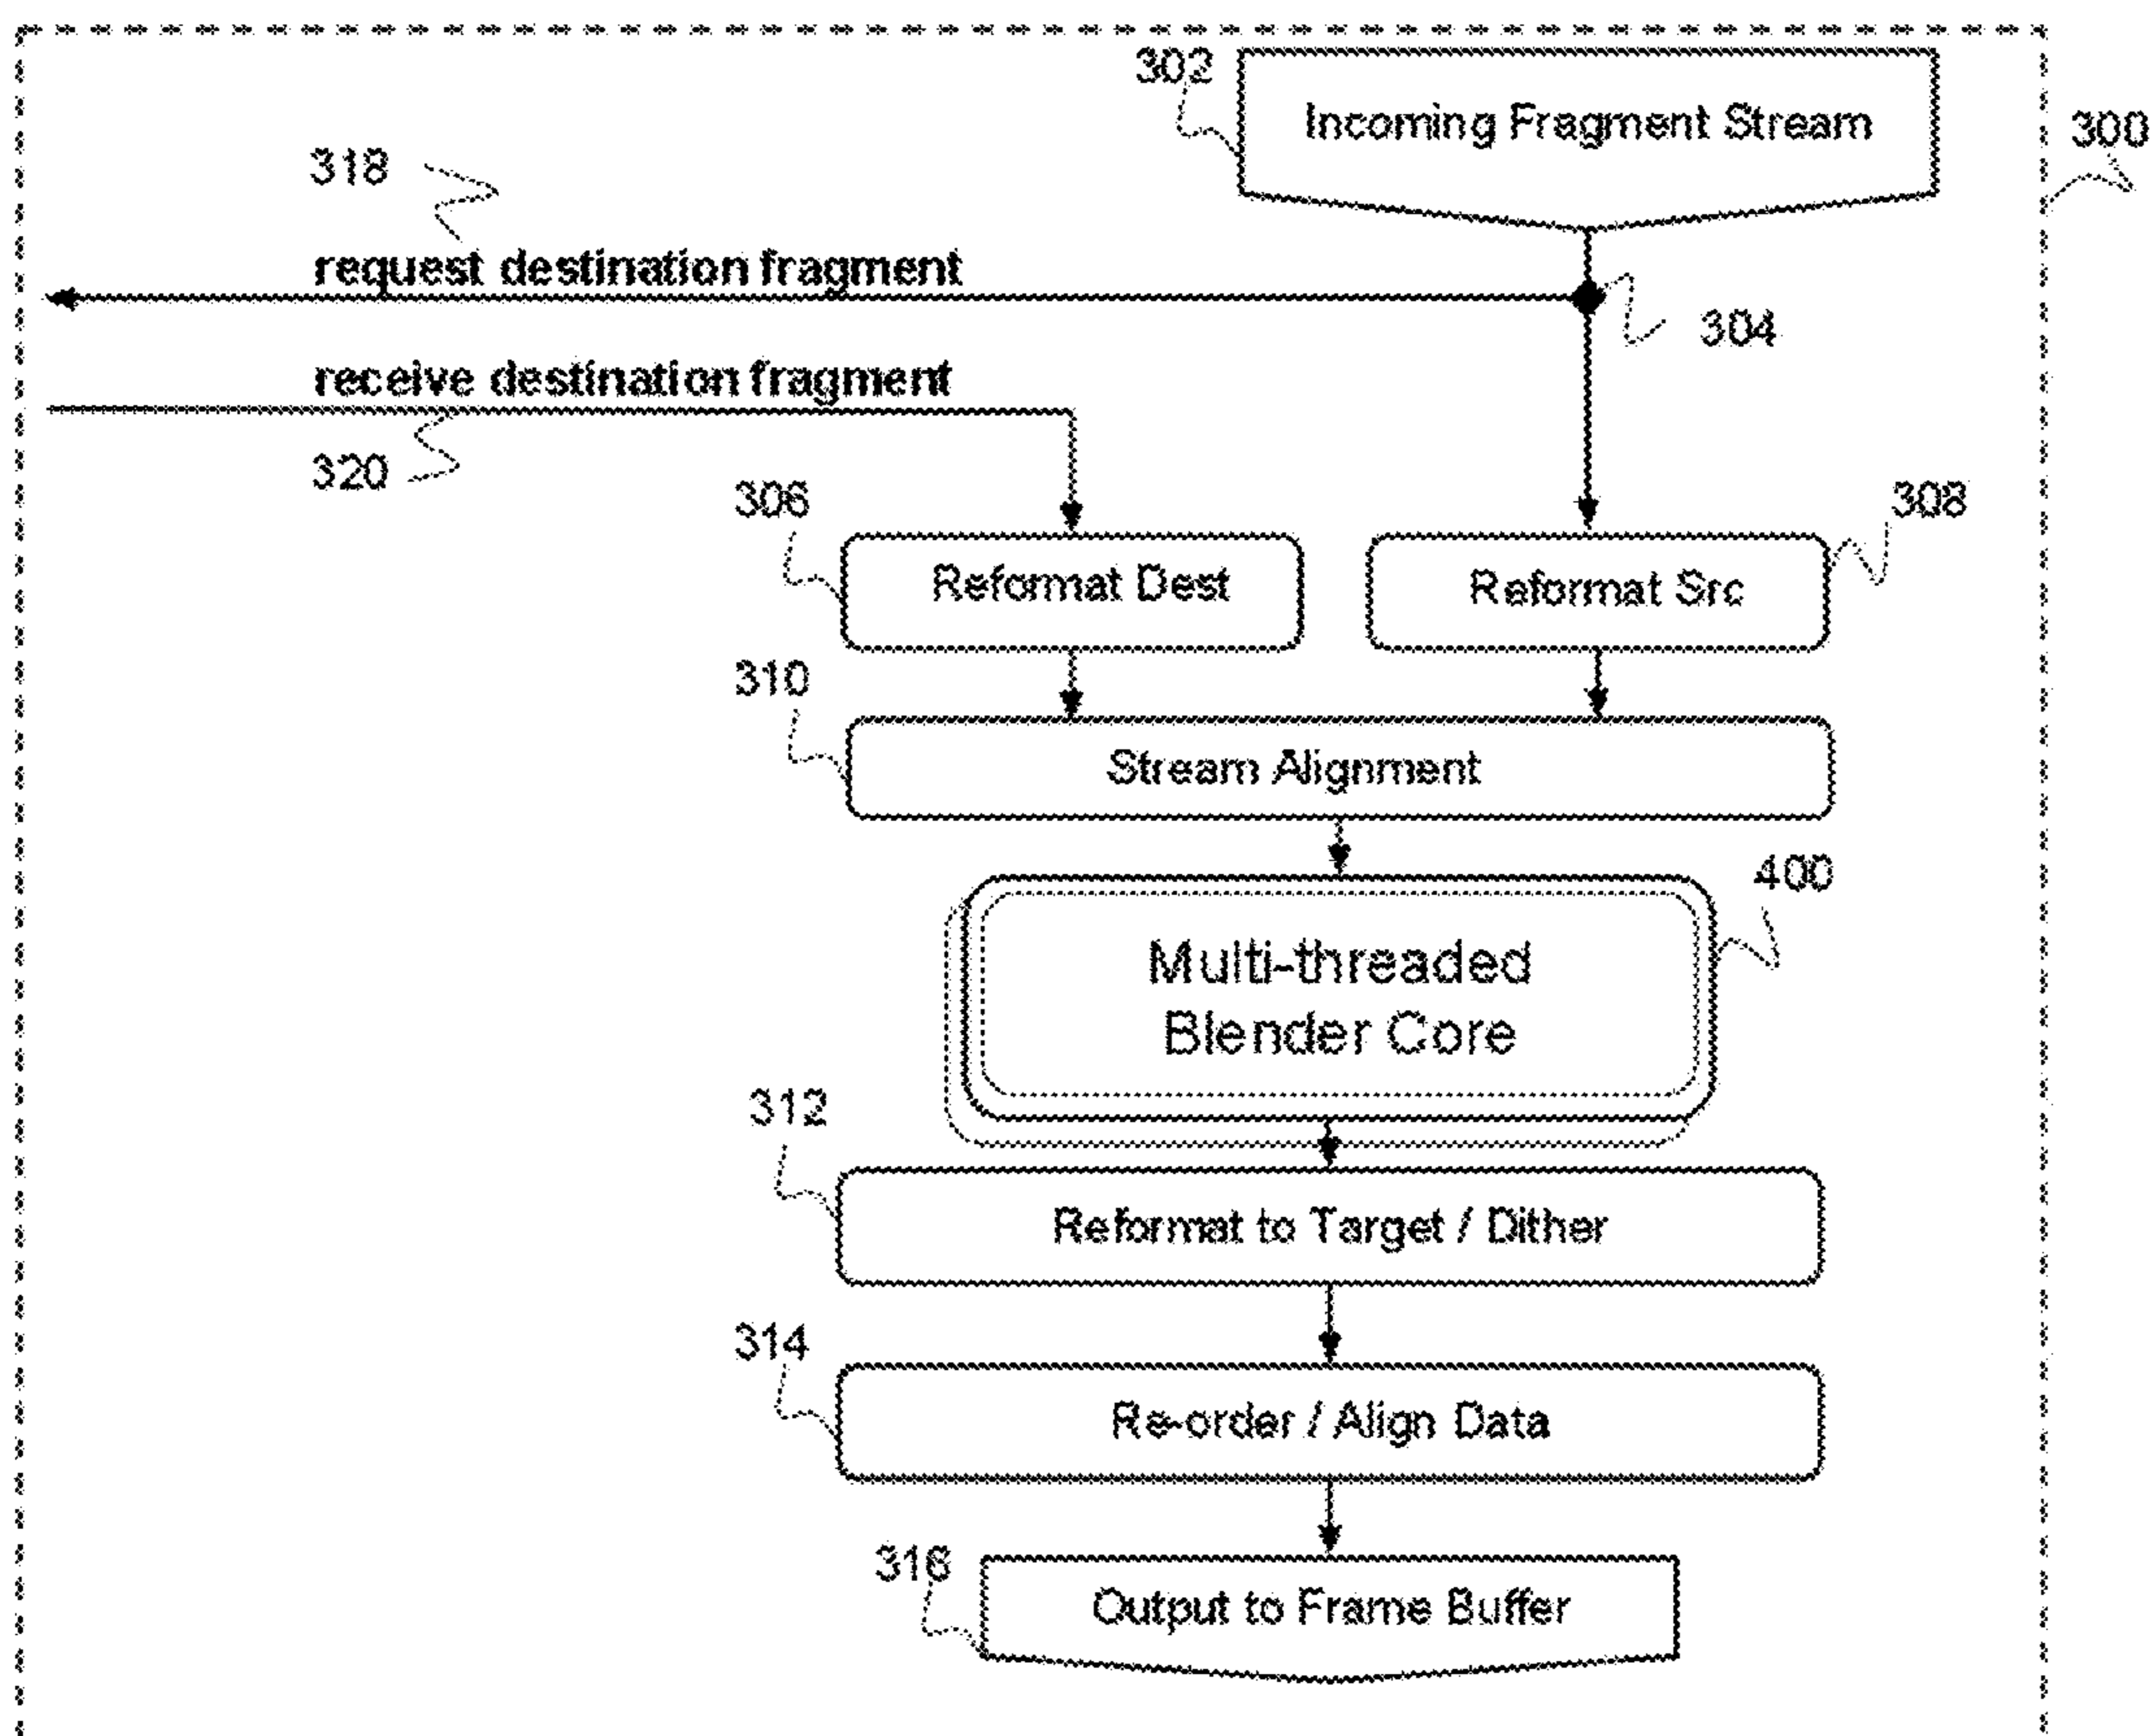 302
Incoming Fragment Stream
300
318
request destination fragment
304
receive destination fragment
320
306
308
Reformat Dest
Reformat Src
310
Stream Alignment
400
Multi-threaded
Blender Core
312
Reformat to Target / Dither
314
Re-order / Align Data
316
Output to Frame Buffer